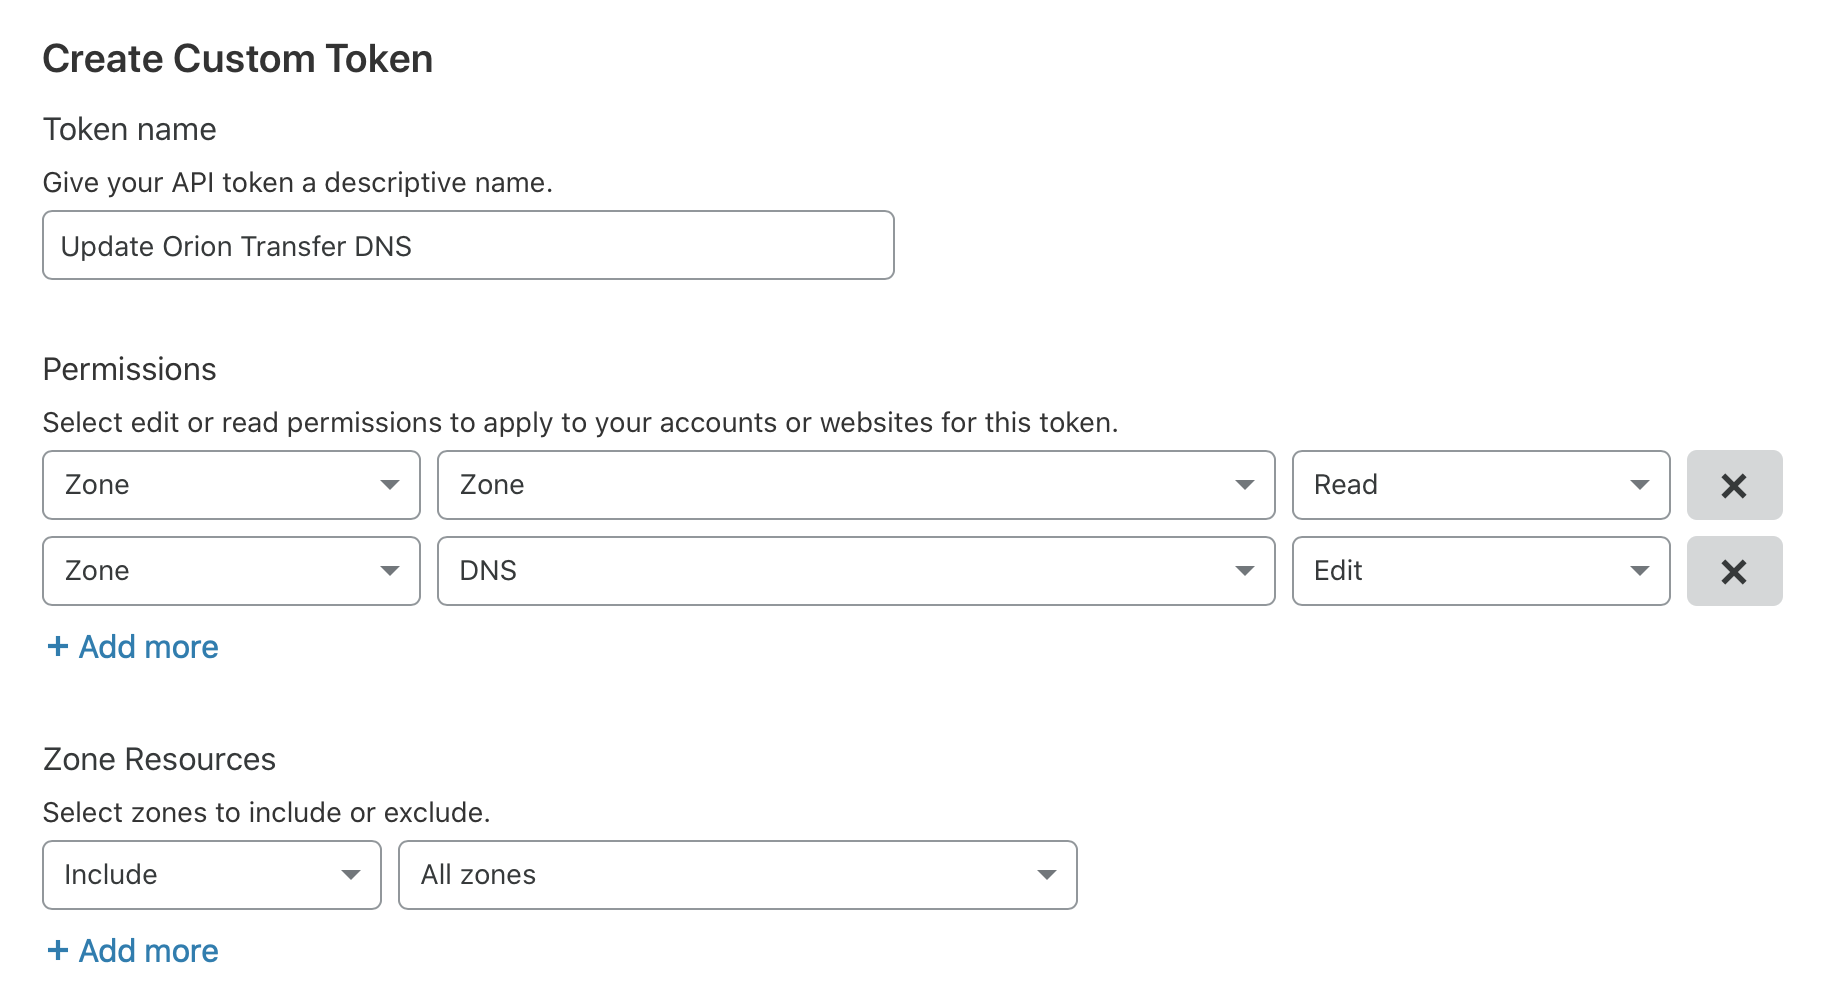 Create Custom Token
Token name
Give your API token a descriptive name.
Update Orion Transfer DNS
Permissions
Select edit or read permissions to apply to your accounts or websites for this token.
Zone Zone Read
Zone DNS Edit
+ Add more
Zone Resources
Select zones to include or exclude.
Include All zones
+ Add more